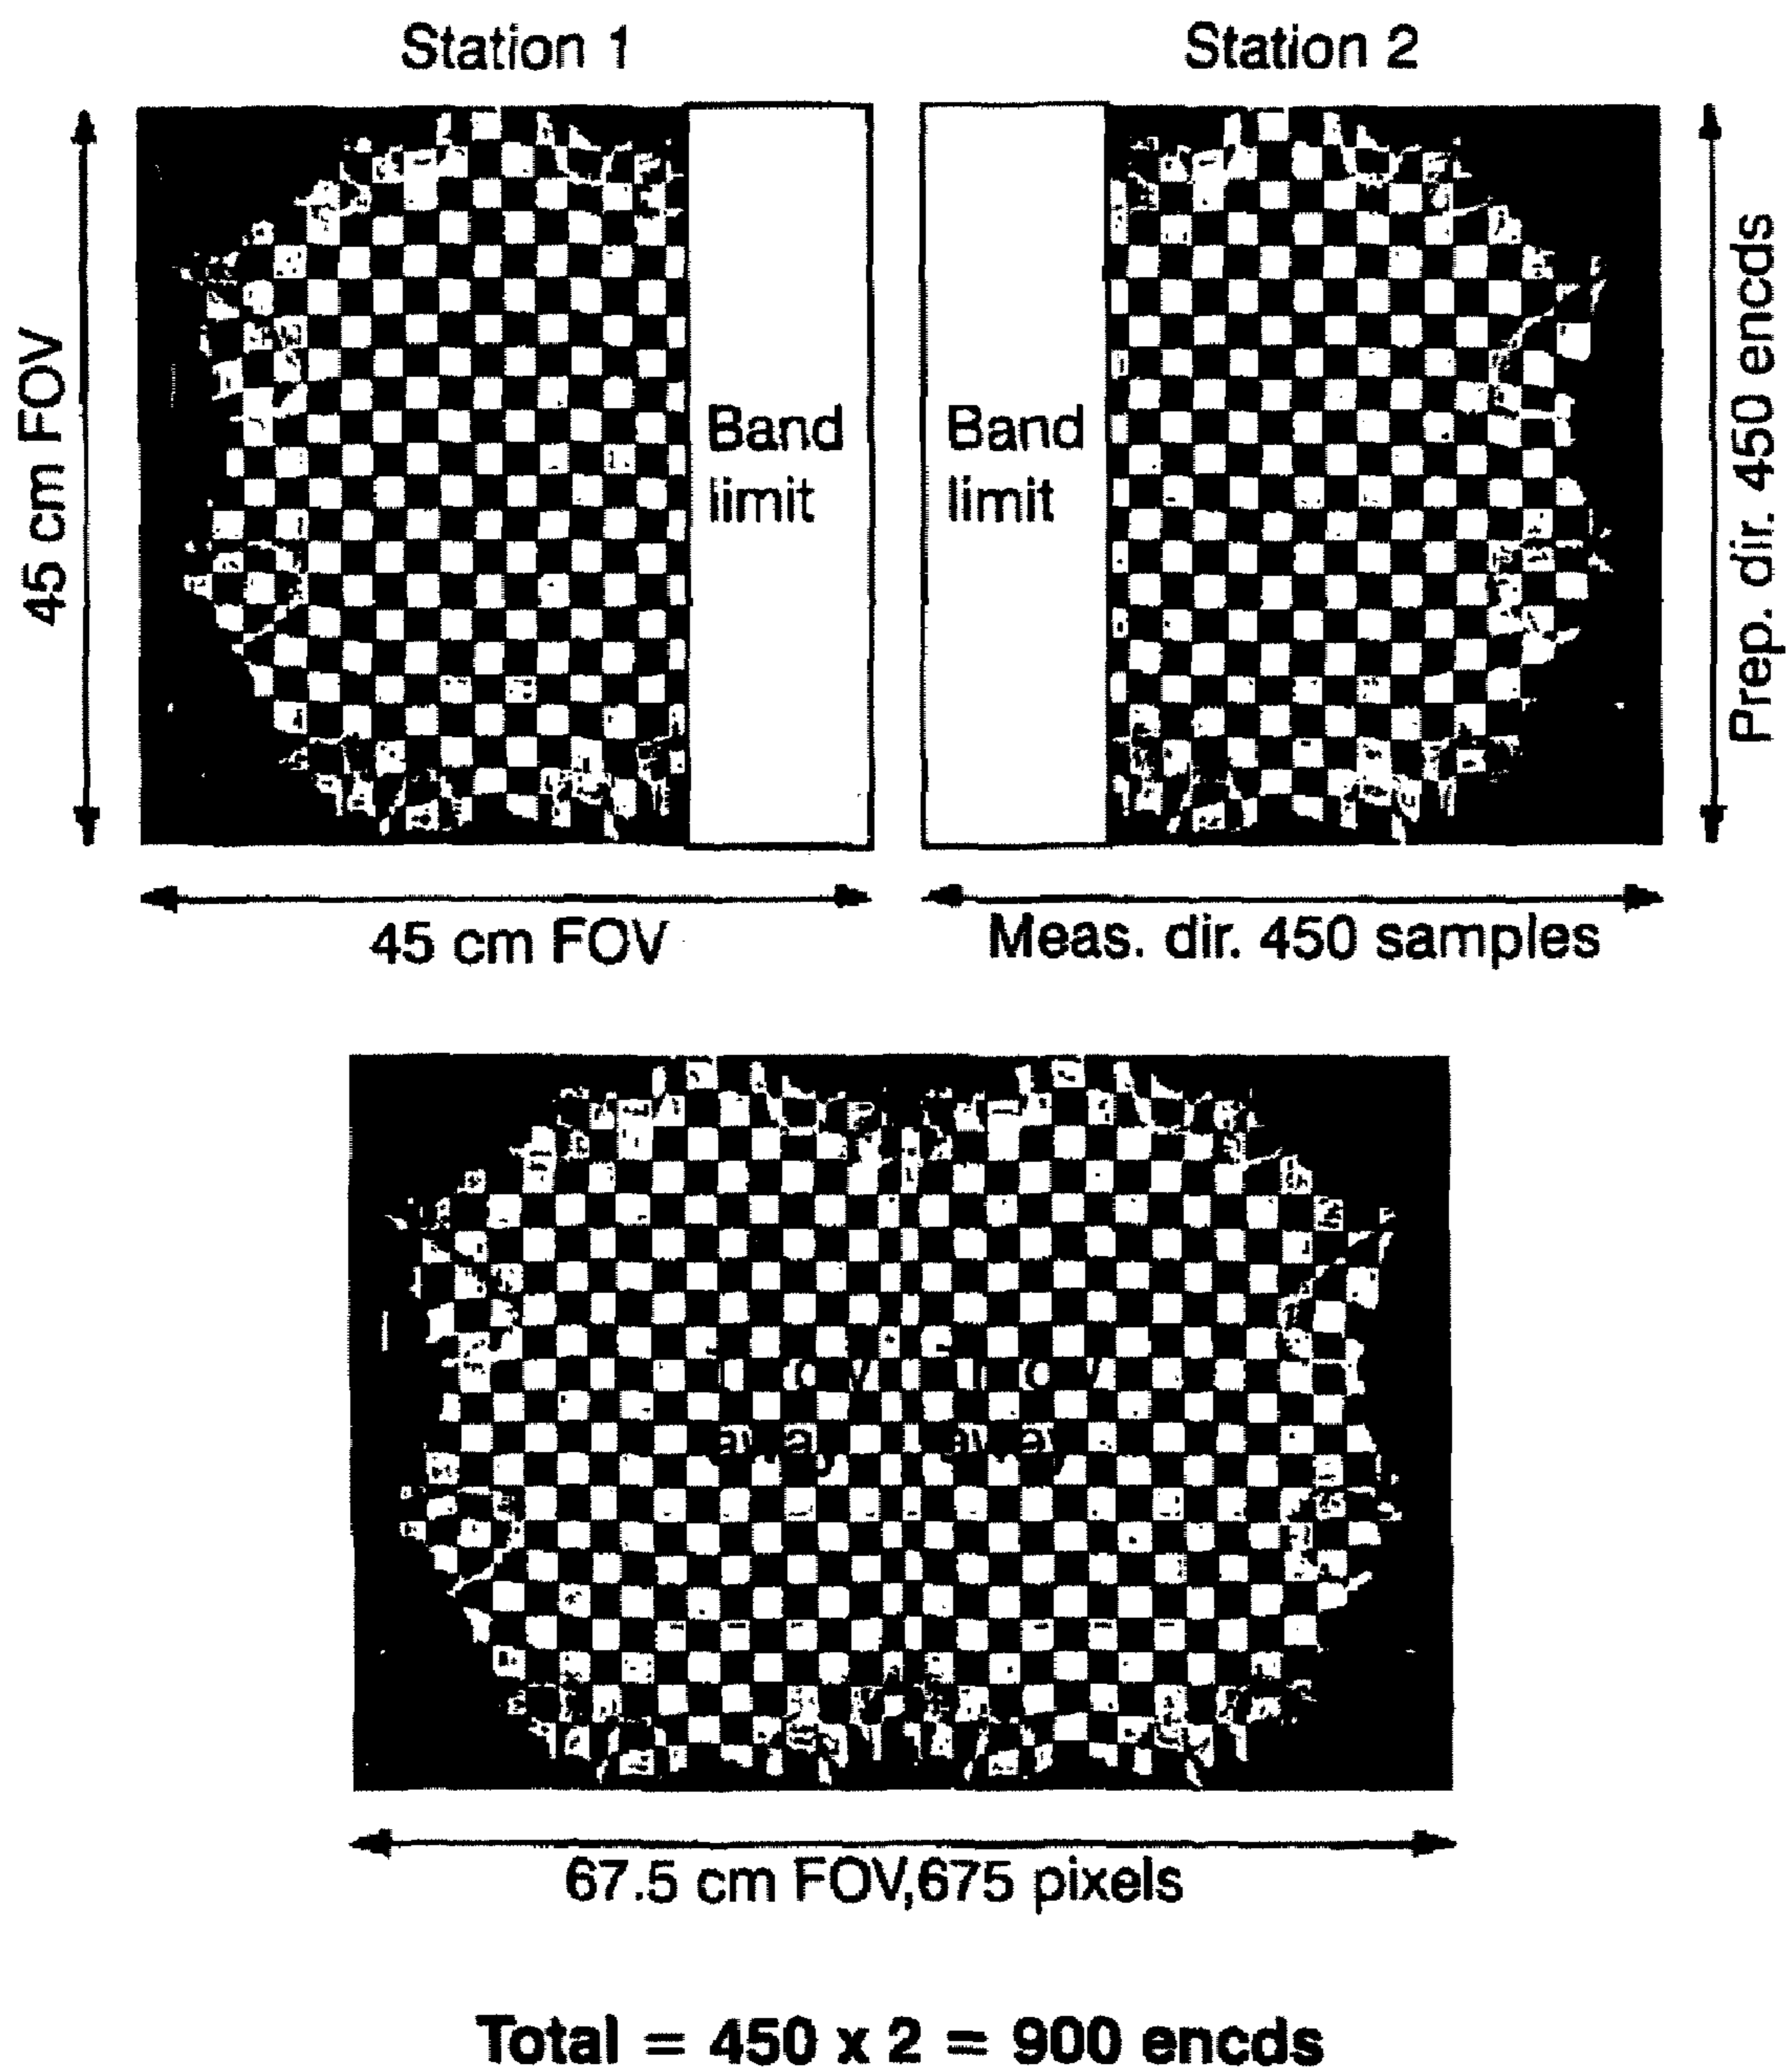 Station 1
Station 2
45 cm FOV
Band
limit
Band
limit
Prep. dir. 450 encds
45 cm FOV
Meas. dir. 450 samples
67.5 cm FOV,675 pixels
Total = 450 x 2 = 900 encds